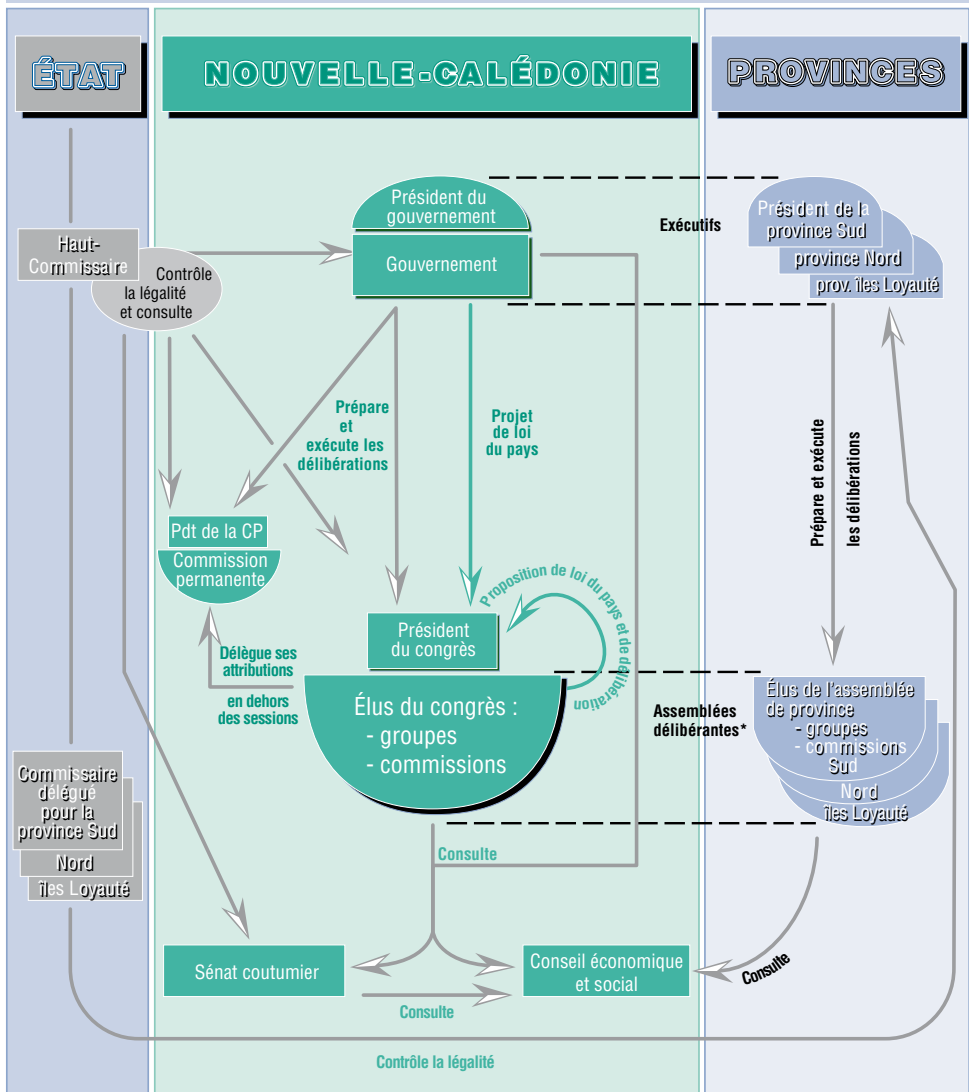 ÉTAT
NOUVELLE-CALÉDONIE
PROVINCES
Haut-
Commissaire
Contrôle
la légalité
et consulte
Président du
gouvernement
Gouvernement
Exécutifs
Président de la
province Sud
province Nord
prov. îles Loyauté
Prépare
et
exécute les
délibérations
Projet
de loi
du pays
Prépare et exécute
les délibérations
Pdt de la CP
Commission
permanente
Proposition de loi du pays et de délibération
Président
du congrès
Délègue ses
attributions
en dehors
des sessions
Élus du congrès :
- groupes
- commissions
Assemblées
délibérantes*
Élus de l'assemblée
de province
- groupes
- commissions
Sud
Nord
îles Loyauté
Commissaire
délégué
pour la
province Sud
Nord
îles Loyauté
Consulte
Sénat coutumier
Conseil économique
et social
Consulte
Consulte
Contrôle la légalité